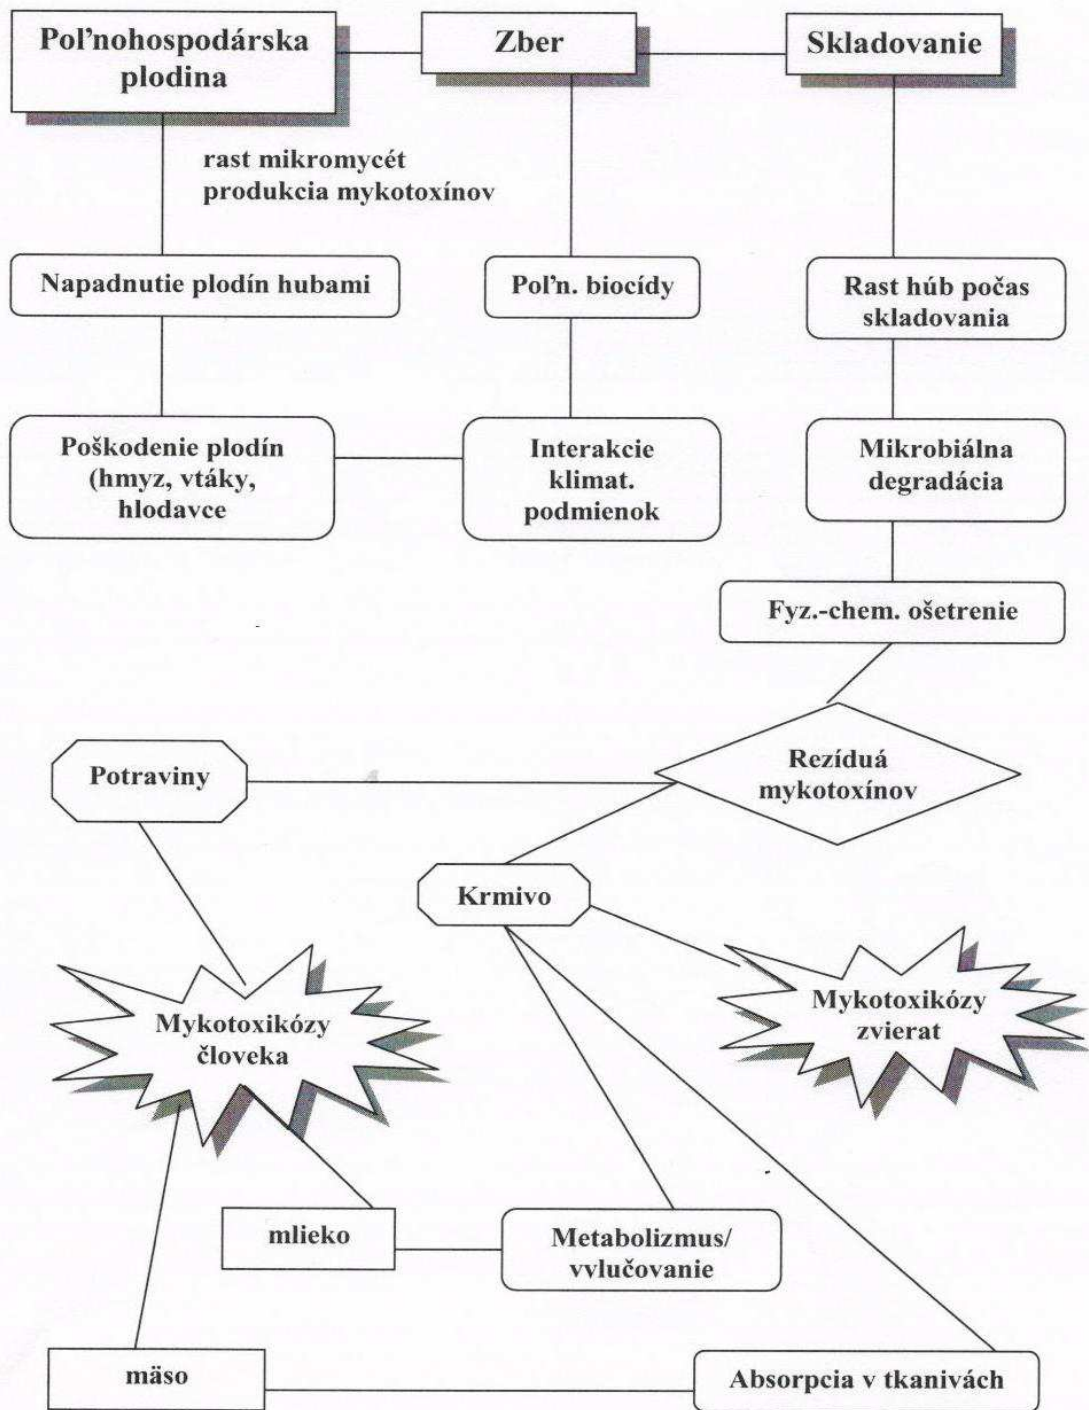 Poľnohospodárska
plodina
Zber
Skladovanie
rast mikromycét
produkcia mykotoxínov
Napadnutie plodín hubami
Poľn. biocídy
Rast húb počas
skladovania
Poškodenie plodín
(hmyz, vtáky,
hlodavce
Interakcie
klimat.
podmienok
Mikrobiálna
degradácia
Fyz.-chem. ošetrenie
Potraviny
Rezíduá
mykotoxínov
Krmivo
Mykotoxikózy
človeka
Mykotoxikózy
zvierat
mlieko
Metabolizmus/
vvlučovanie
mäso
Absorpcia v tkanivách